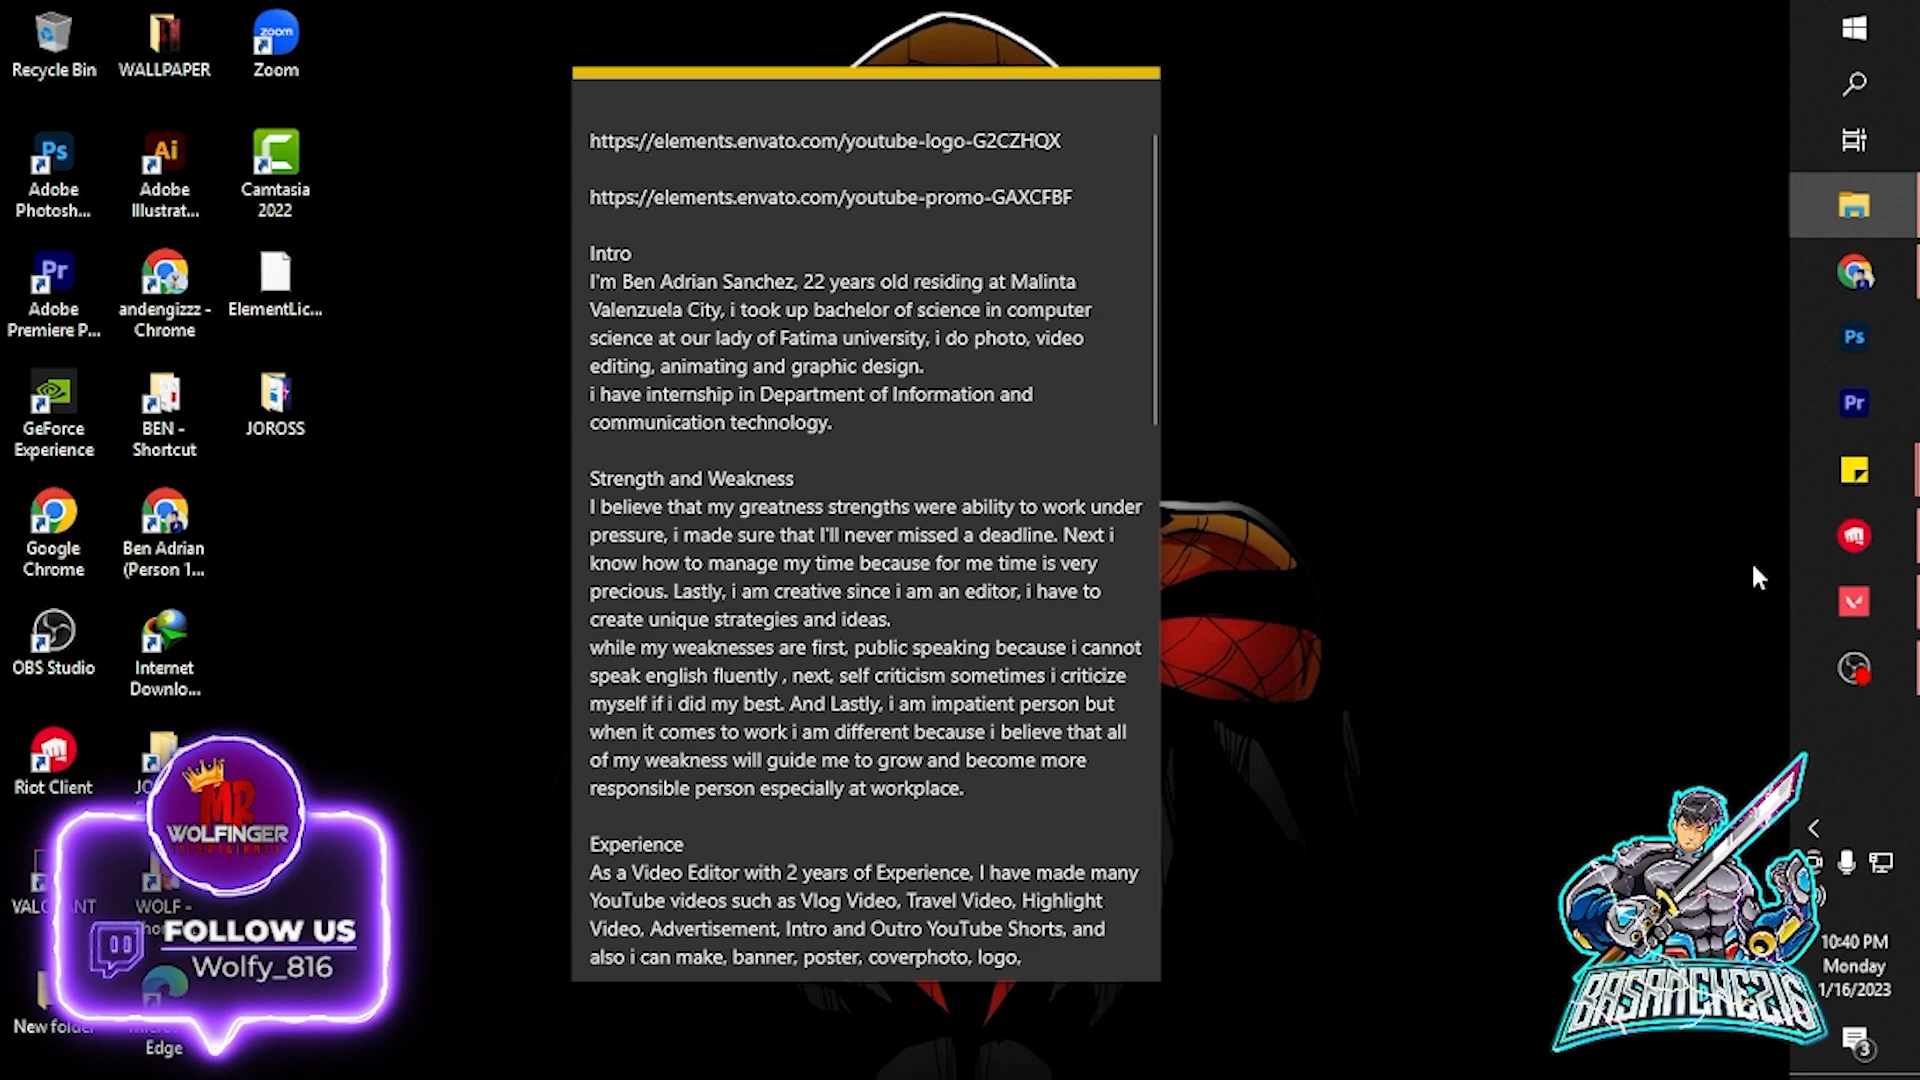 Recycle Bin
WALLPAPER
Zoom
zoom
Ps
Adobe
Photosh...
Ai
Adobe
Illustrat...
Camtasia
2022
Pr
Adobe
Premiere P...
andengizzz -
Chrome
ElementLic...
GeForce
Experience
BEN -
Shortcut
JOROSS
Google
Chrome
Ben Adrian
(Person 1...
OBS Studio
Internet
Downlo...
Riot Client
WOLF -
New folder
Edge
MR
WOLFINGER
FOLLOW US
Wolfy_816
https://elements.envato.com/youtube-logo-G2CZHQX
https://elements.envato.com/youtube-promo-GAXCFBF
Intro
I'm Ben Adrian Sanchez, 22 years old residing at Malinta
Valenzuela City, i took up bachelor of science in computer
science at our lady of Fatima university, i do photo, video
editing, animating and graphic design.
i have internship in Department of Information and
communication technology.
Strength and Weakness
I believe that my greatness strengths were ability to work under
pressure, i made sure that I'll never missed a deadline. Next i
know how to manage my time because for me time is very
precious. Lastly, i am creative since i am an editor, i have to
create unique strategies and ideas.
while my weaknesses are first, public speaking because i cannot
speak english fluently , next, self criticism sometimes i criticize
myself if i did my best. And Lastly, i am impatient person but
when it comes to work i am different because i believe that all
of my weakness will guide me to grow and become more
responsible person especially at workplace.
Experience
As a Video Editor with 2 years of Experience, I have made many
YouTube videos such as Vlog Video, Travel Video, Highlight
Video, Advertisement, Intro and Outro YouTube Shorts, and
also i can make, banner, poster, coverphoto, logo,
Ps
Pr
10:40 PM
Monday
1/16/2023
3
BASANCHEZ16